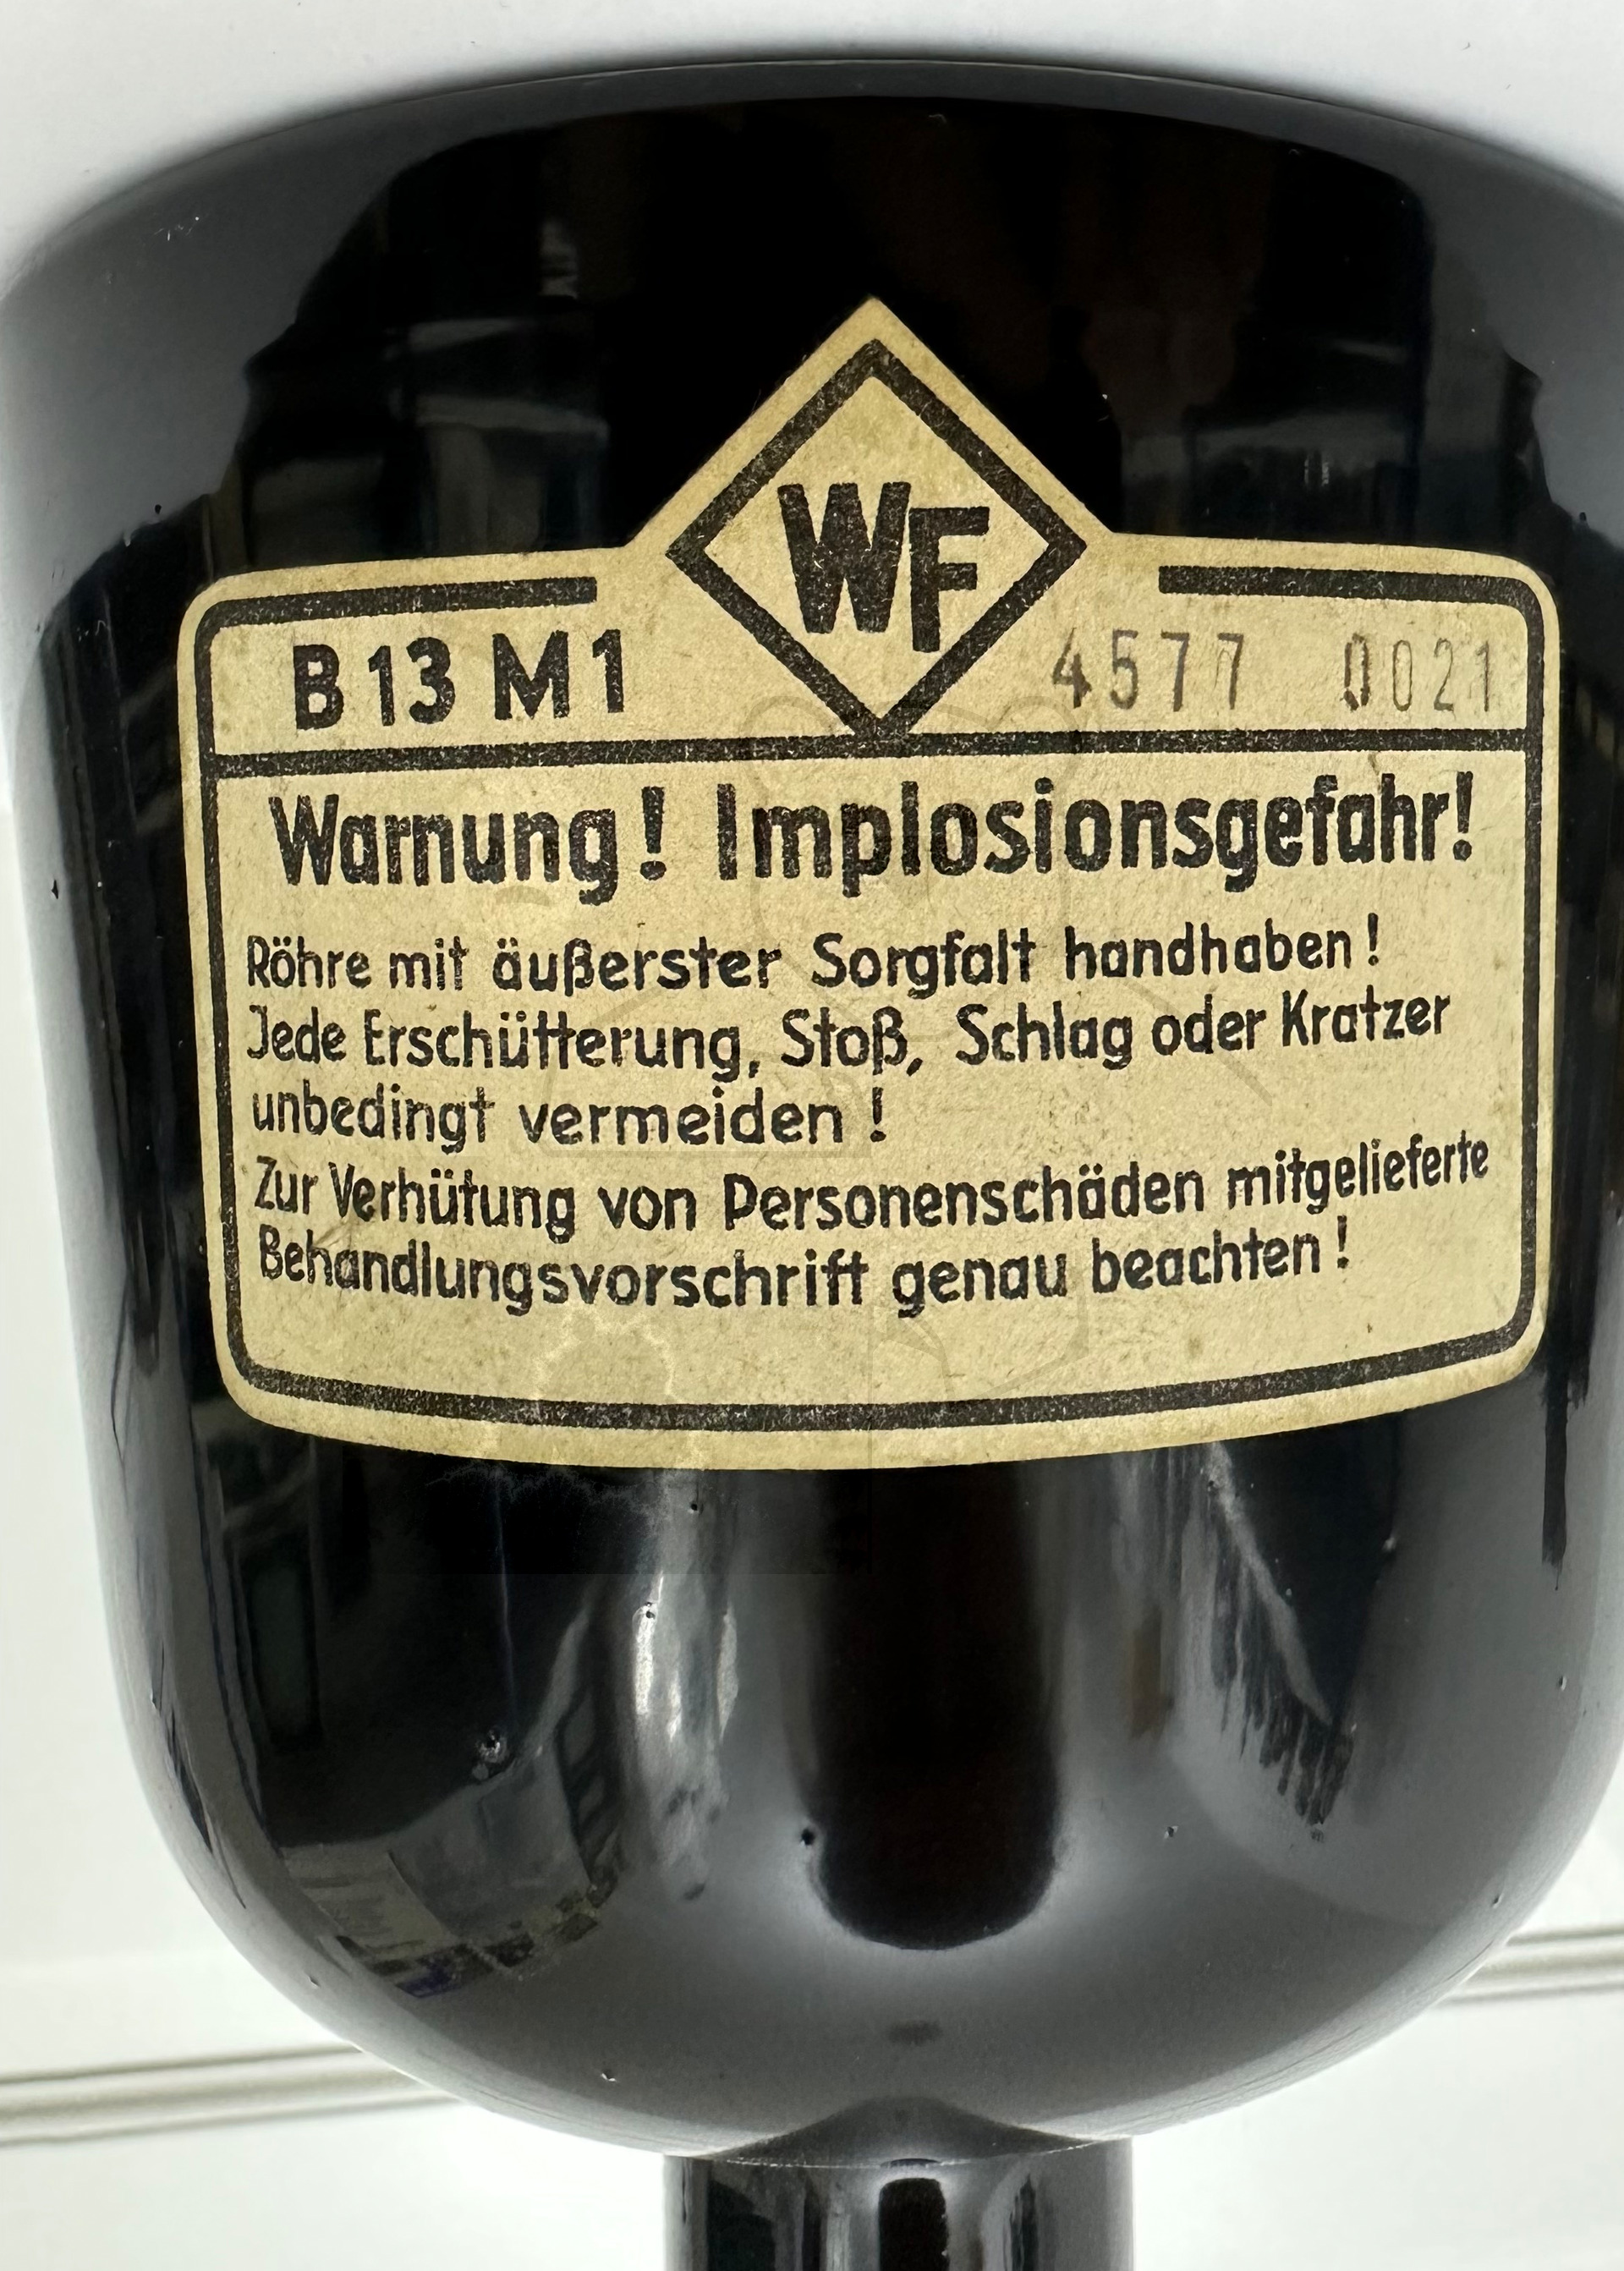 WF
B 13 M 1 4577 0021
Warnung! Implosionsgefahr!
Röhre mit äußerster Sorgfalt handhaben!
Jede Erschütterung, Stoß, Schlag oder Kratzer
unbedingt vermeiden!
Zur Verhütung von Personenschäden mitgelieferte
Behandlungsvorschrift genau beachten!